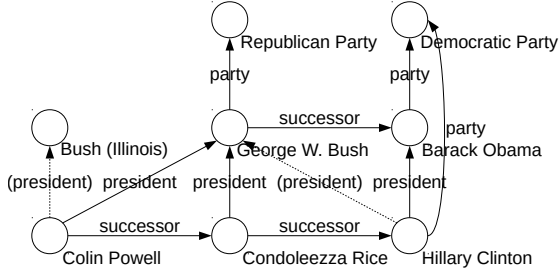 Republican Party
Democratic Party
party
party
successor
party
Bush (Illinois)
George W. Bush
Barack Obama
(president)
president
president
(president)
president
successor
successor
Colin Powell
Condoleezza Rice
Hillary Clinton